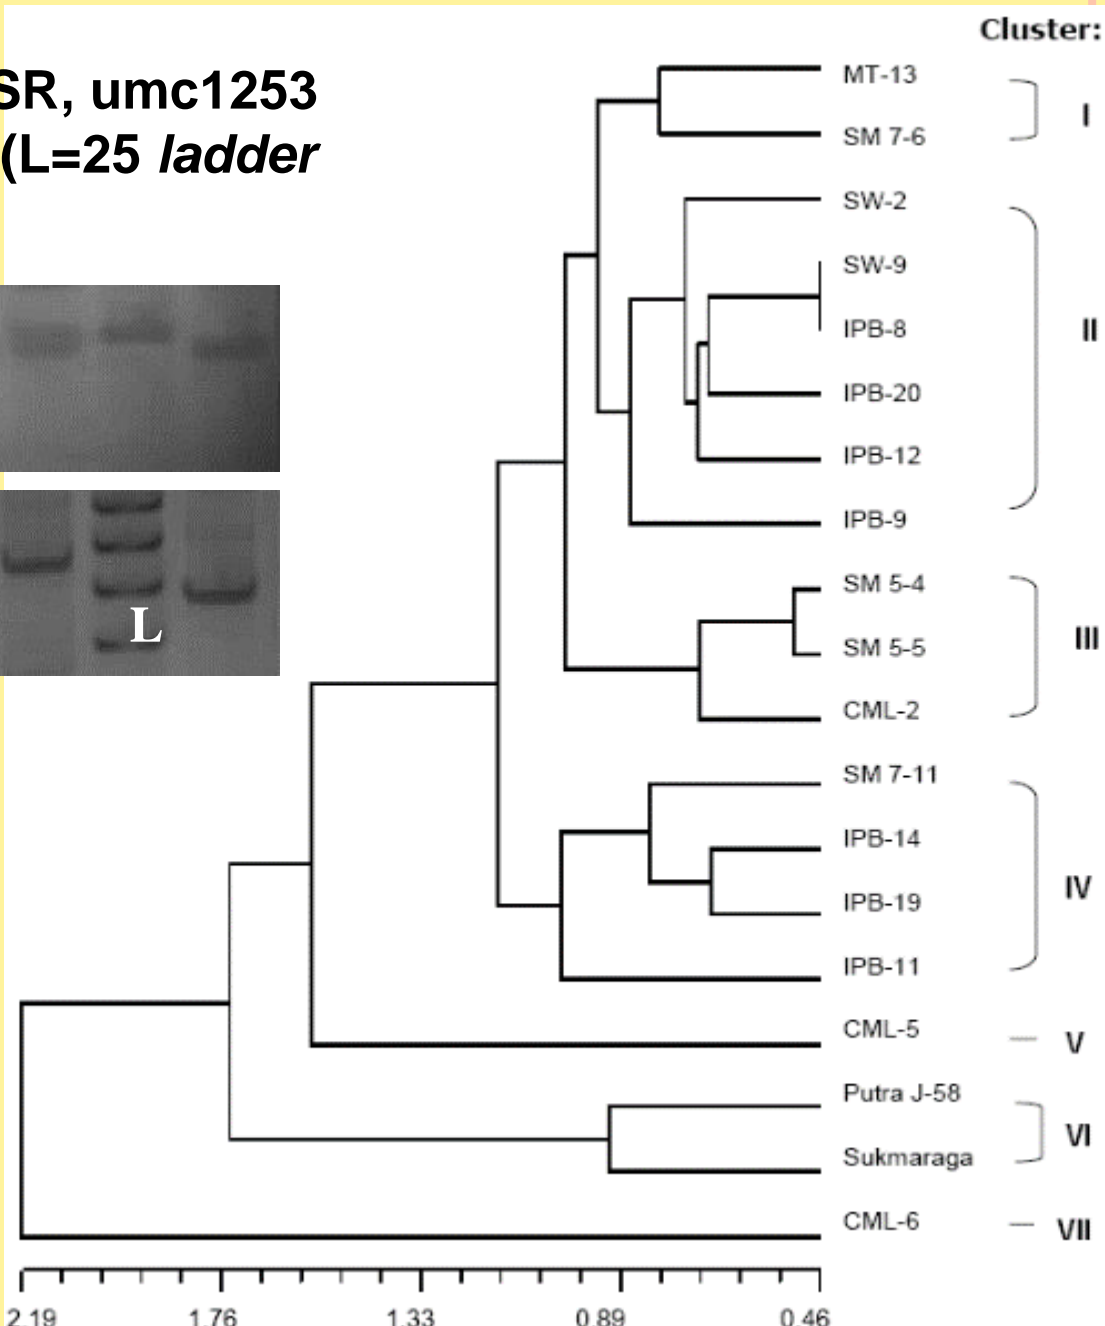 Cluster:
SR, umc1253
(L=25 ladder
MT-13
I
SM 7-6
SW-2
SW-9
IPB-8
II
IPB-20
IPB-12
IPB-9
SM 5-4
L
III
SM 5-5
CML-2
SM 7-11
IPB-14
IV
IPB-19
IPB-11
CML-5
V
Putra J-58
VI
Sukmaraga
CML-6
VII
2.19 1.76 1.33 0.89 0.46